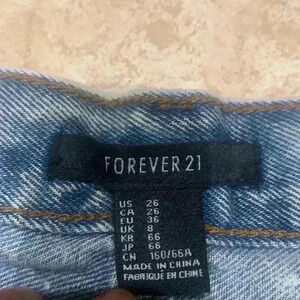 FOREVER 21
US 26
CA 26
EU 36
UK 8
KR 66
JP 66
CN 160/66A
MADE IN CHINA
FABRIQUÉ EN CHINE